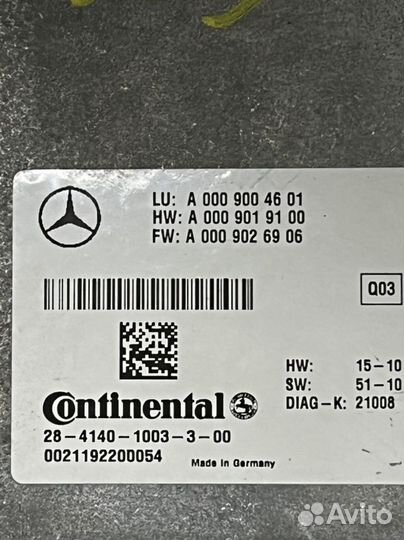 LU: A 000 900 46 01
HW: A 000 901 91 00
FW: A 000 902 69 06
Q03
HW: 15-10
SW: 51-10
DIAG-K: 21008
Continental
28-4140-1003-3-00
0021192200054
Made in Germany
Avito